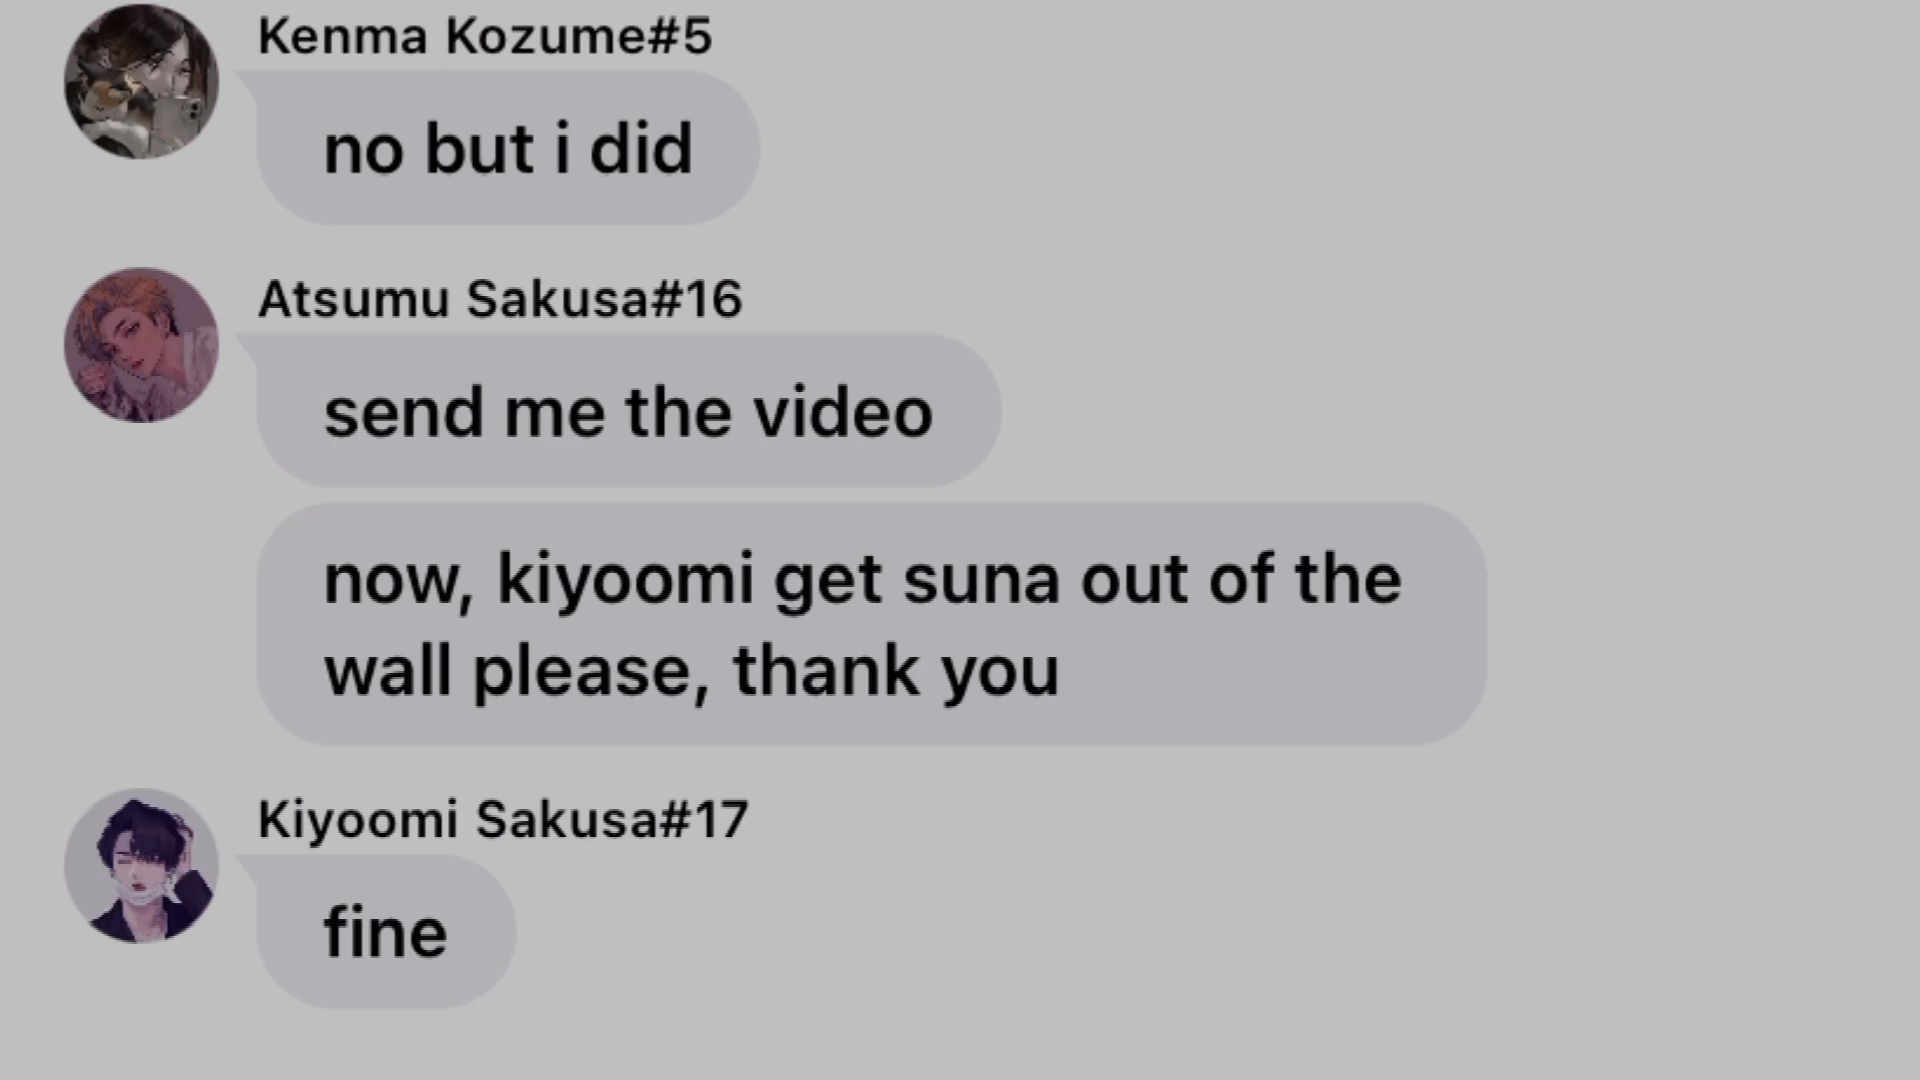 Kenma Kozume#5
no but i did
Atsumu Sakusa#16
send me the video
now, kiyoomi get suna out of the
wall please, thank you
Kiyoomi Sakusa#17
fine